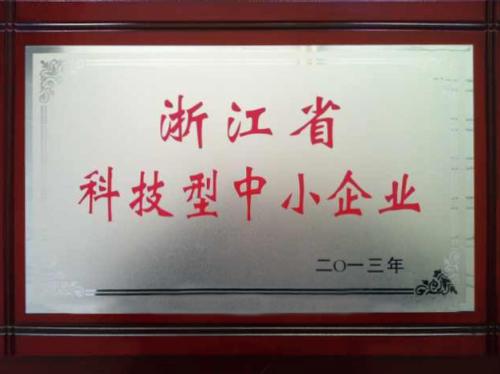 浙江省
科技型中小企业
二〇一三年